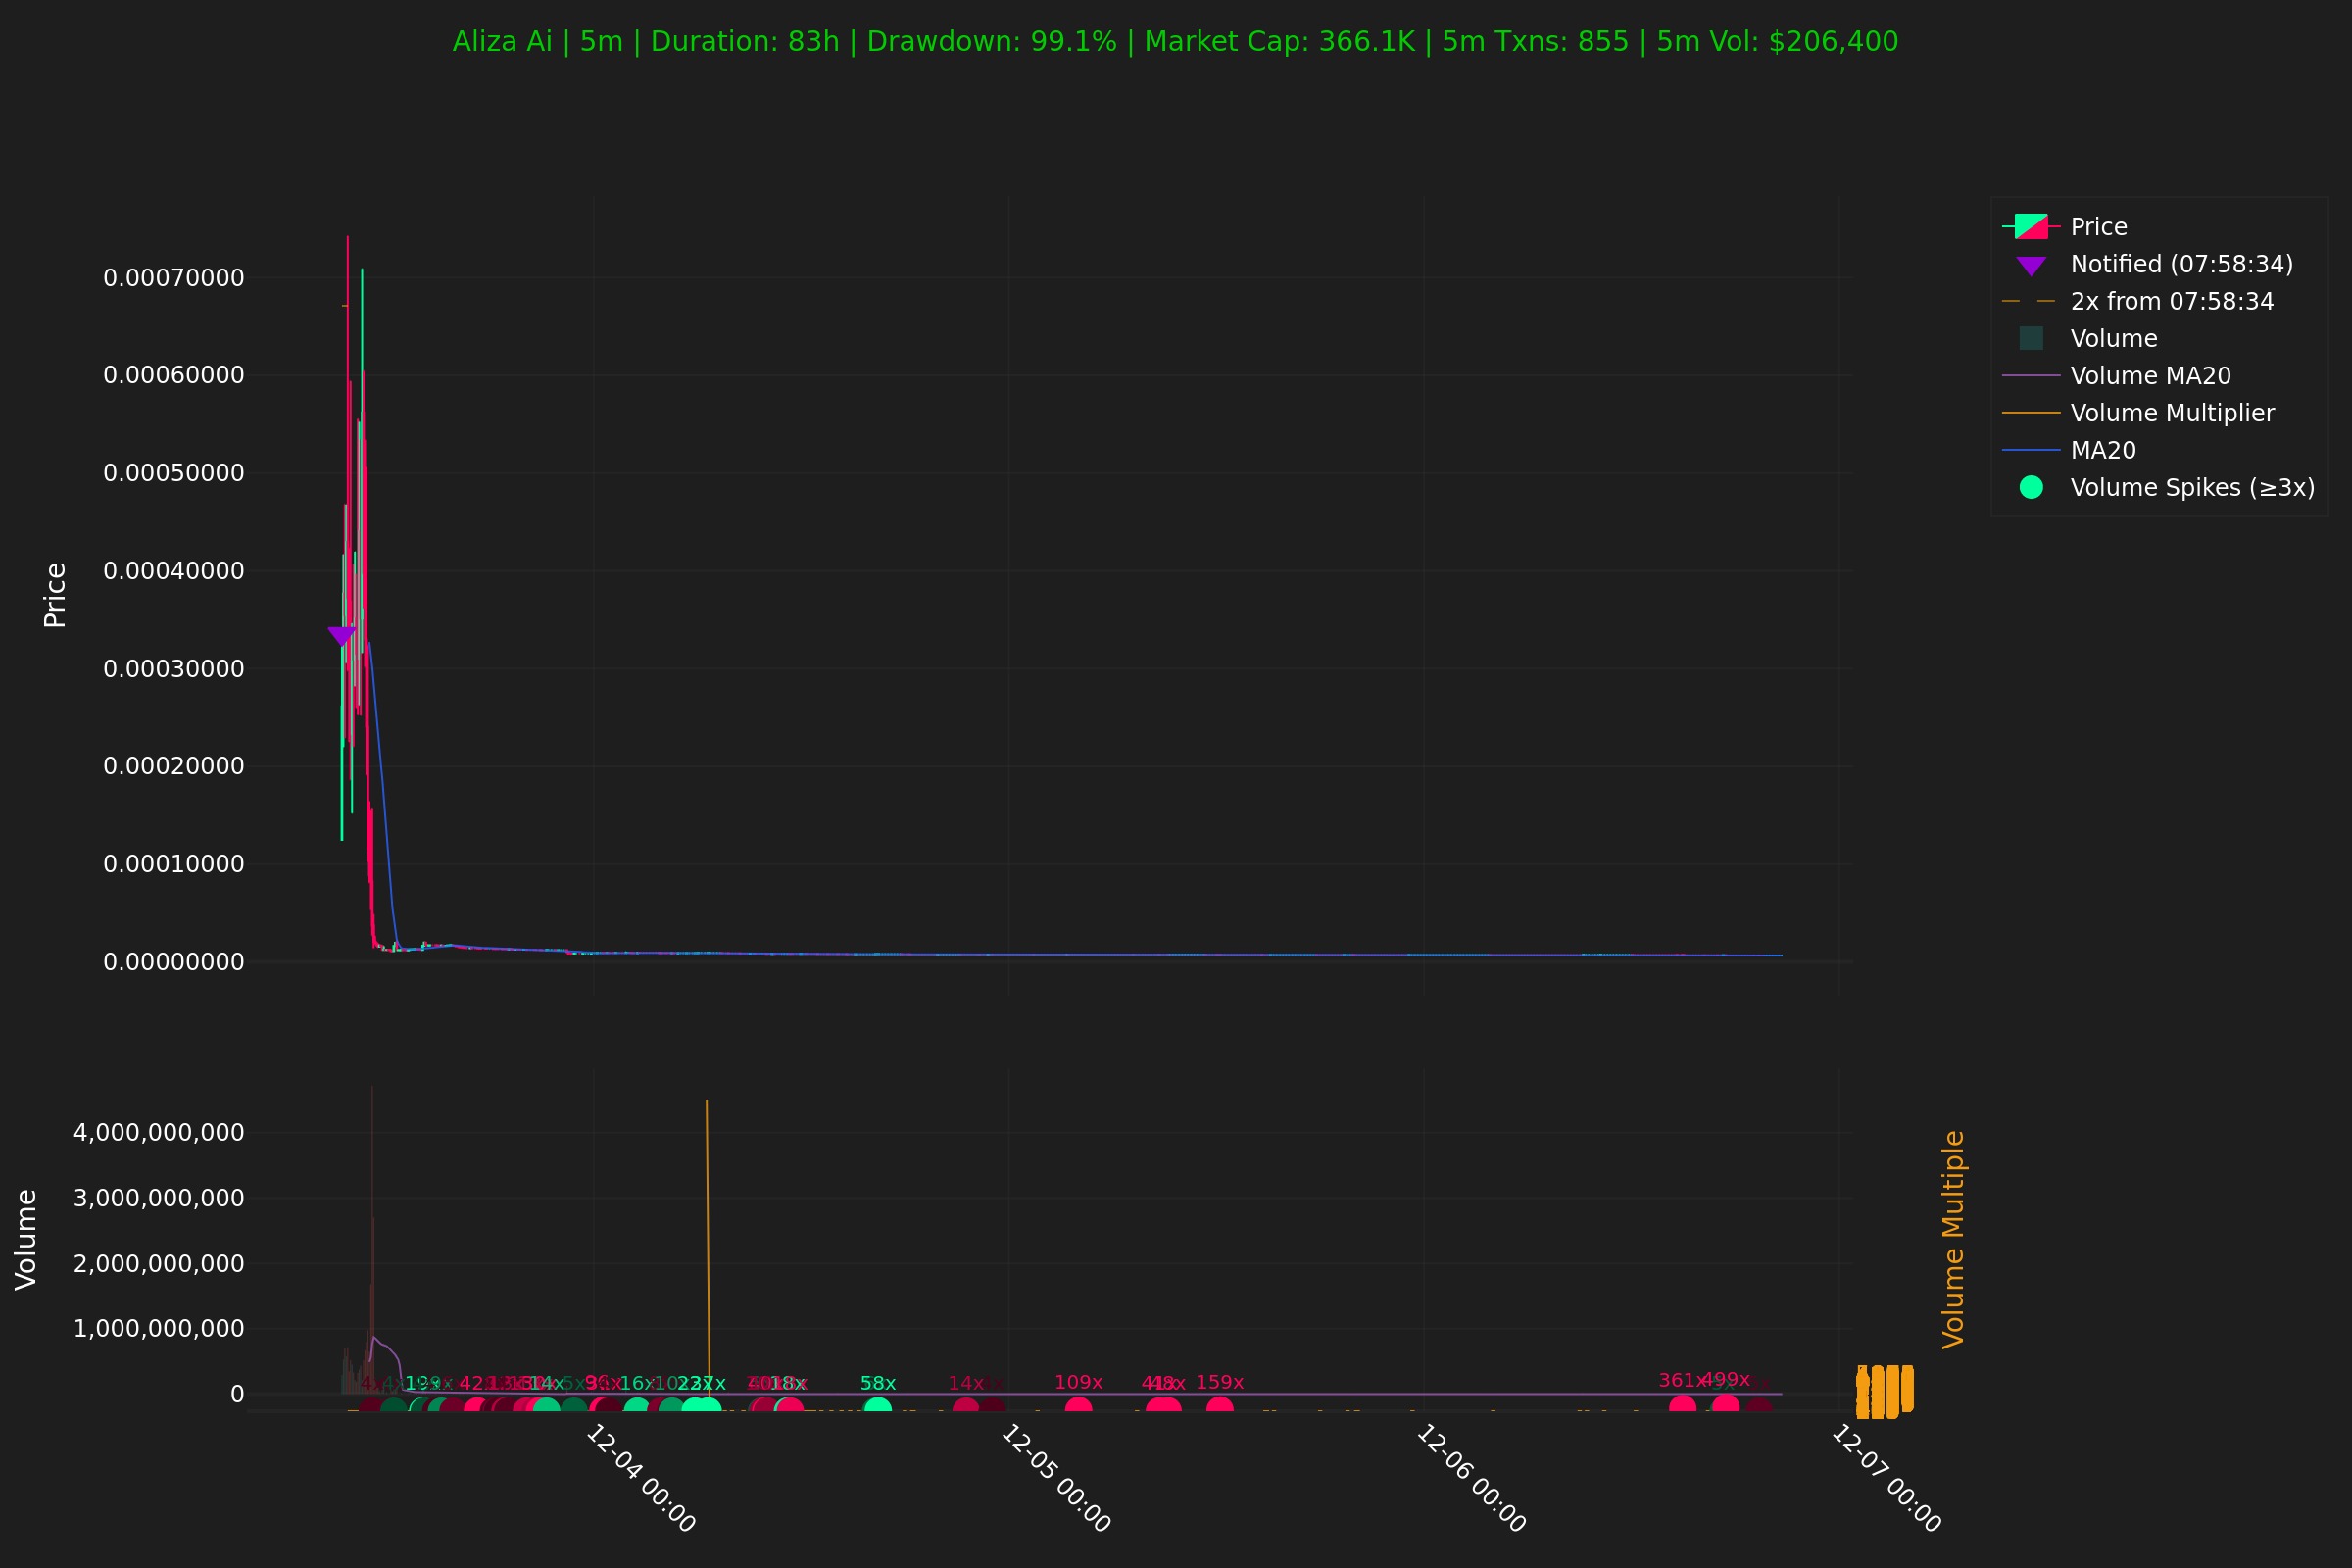 Aliza Ai | 5m | Duration: 83h | Drawdown: 99.1% | Market Cap: 366.1K | 5m Txns: 855 | 5m Vol: $206,400
Price
0.00070000
0.00060000
0.00050000
0.00040000
0.00030000
0.00020000
0.00010000
0.00000000
Price
Notified (07:58:34)
2x from 07:58:34
Volume
Volume MA20
Volume Multiplier
MA20
Volume Spikes (≥3x)
Volume
4,000,000,000
3,000,000,000
2,000,000,000
1,000,000,000
0
14x
16x
18x
58x
14x
109x
48x
159x
361x
499x
Volume Multiple
12-04 00:00
12-05 00:00
12-06 00:00
12-07 00:00